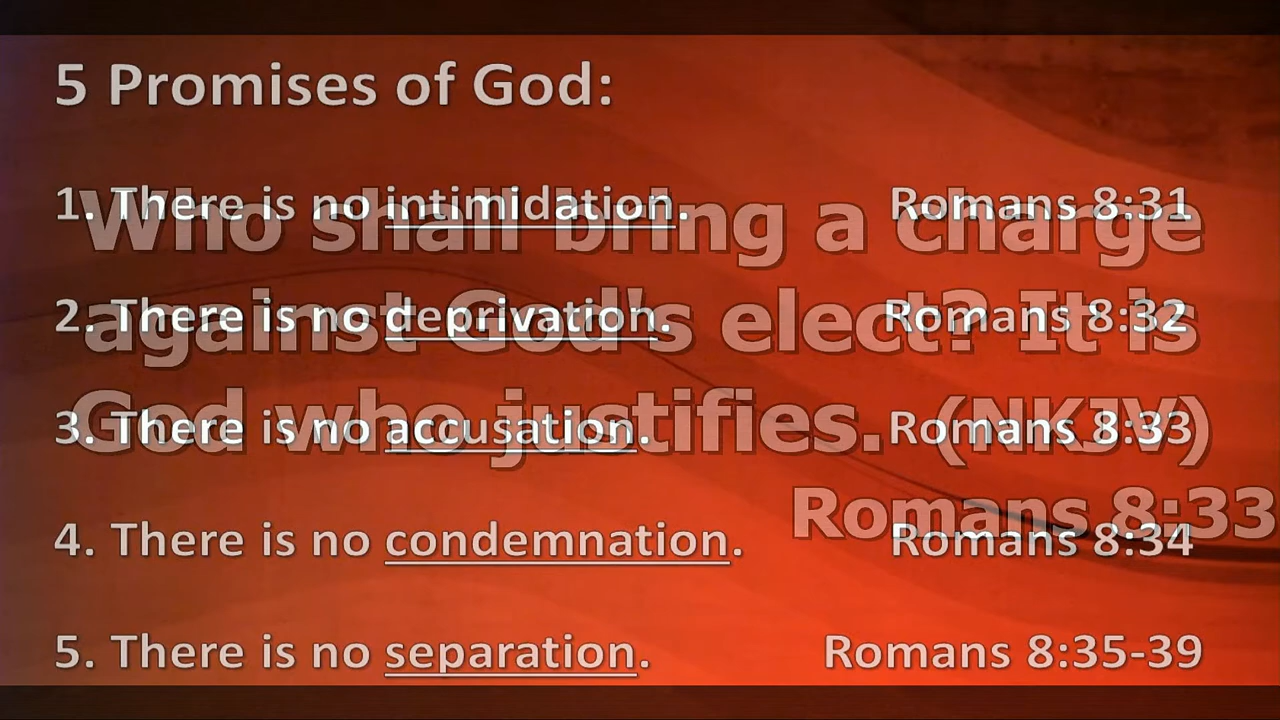 5 Promises of God:
1. There is no intimidation. Romans 8:31
2. There is no d eprivation. Romans 8:32
3. There is no accusation. Romans 8:33
4. There is no condemnation. Romans 8:34
5. There is no separation. Romans 8:35-39
Who shall bring a charge
against God's elect? It is
God who justifies. (NKJV)
Romans 8:33